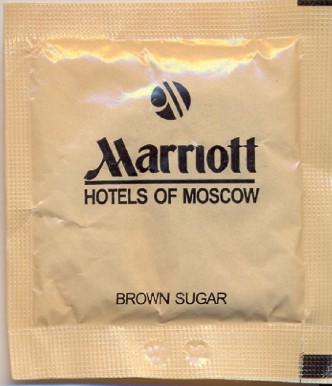 Marriott
HOTELS OF MOSCOW
BROWN SUGAR